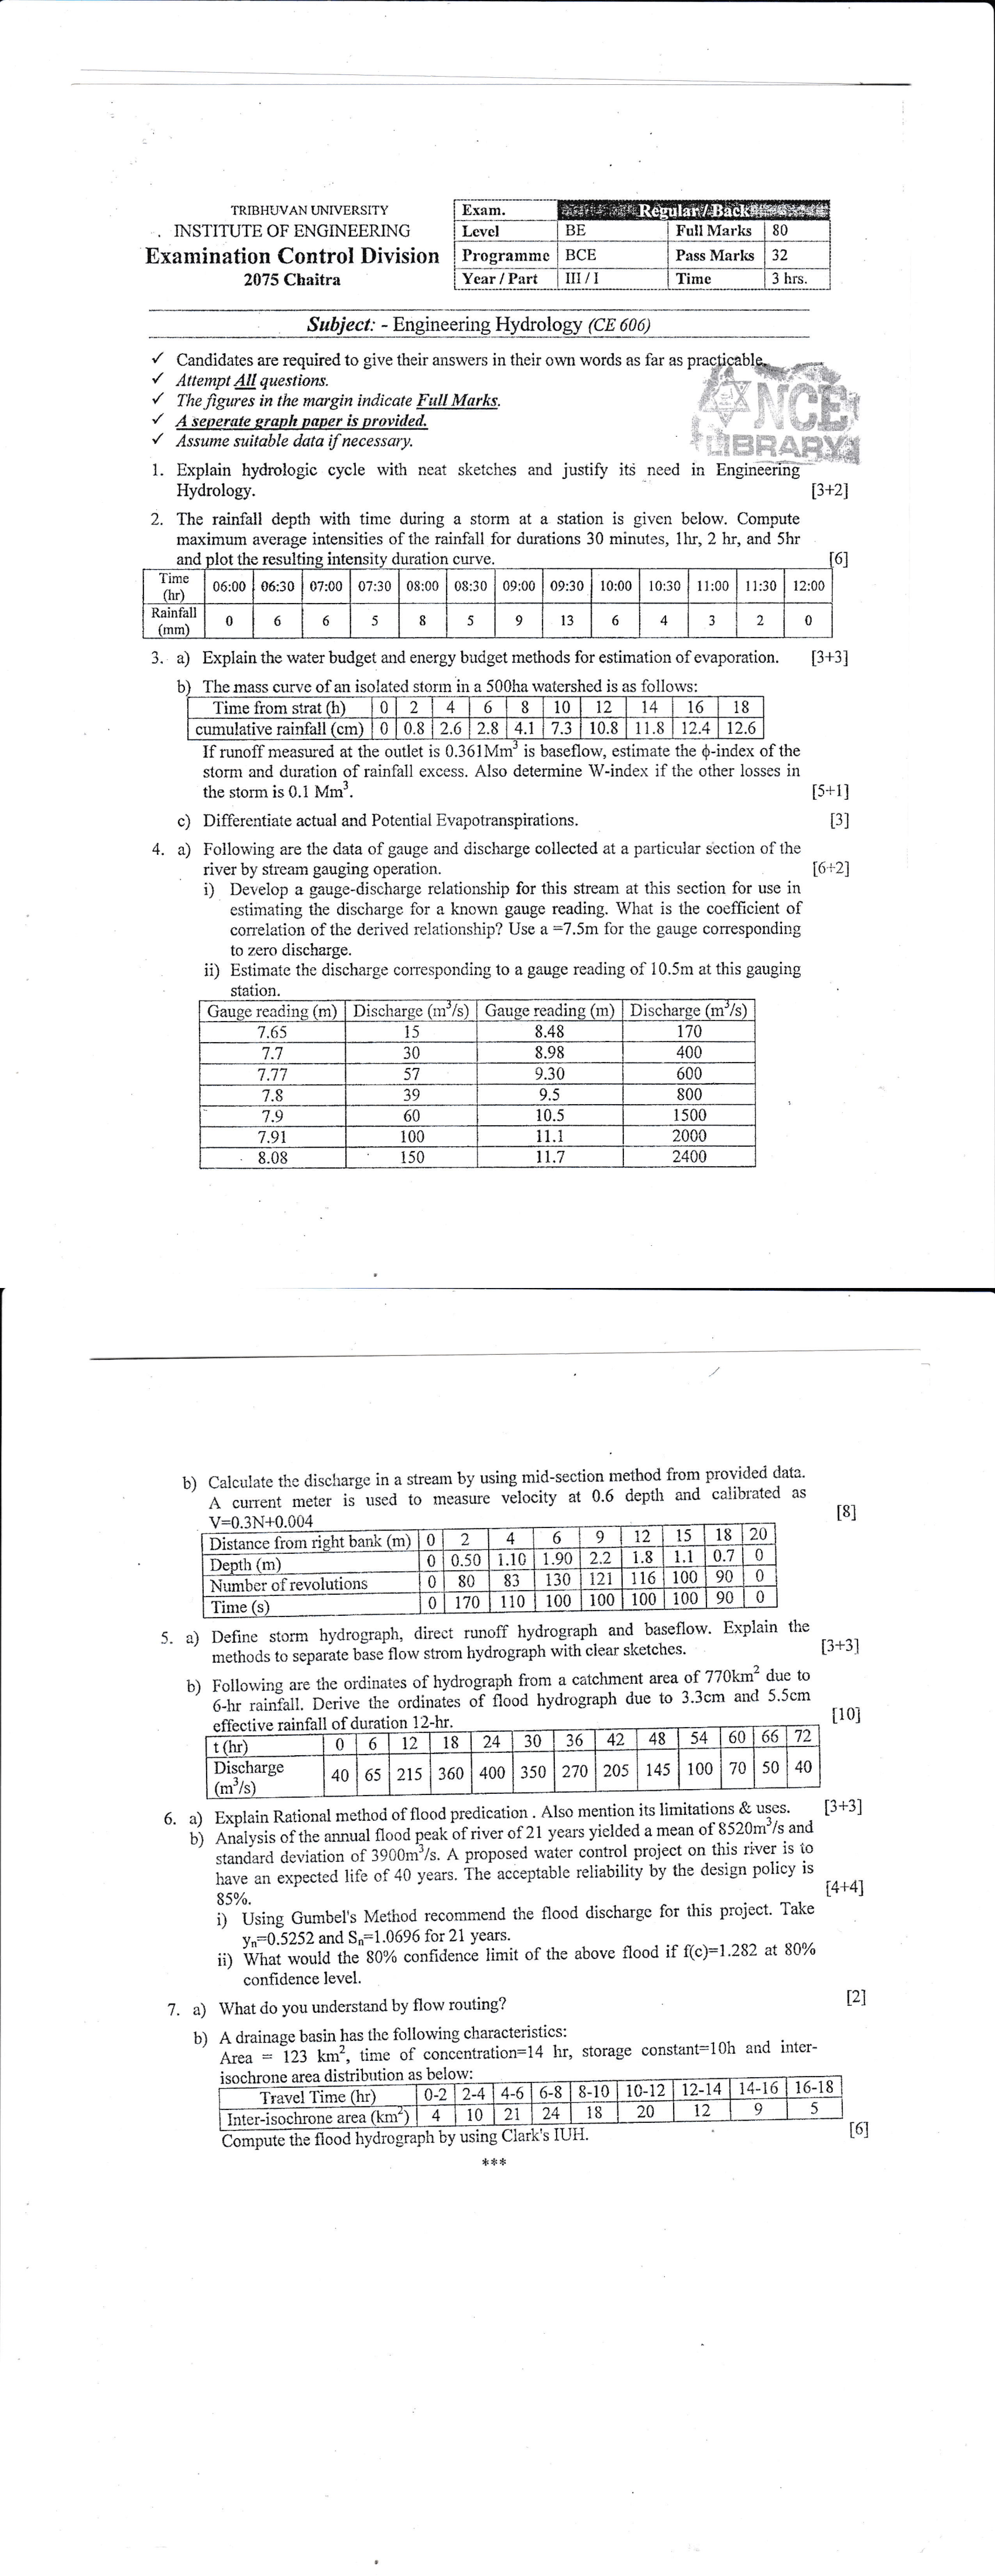 TRIBHUVAN UNIVERSITY
INSTITUTE OF ENGINEERING
Examination Control Division
2075 Chaitra
Exam. Regular / Back
Level BE Full Marks 80
Programme BCE Pass Marks 32
Year / Part III / I Time 3 hrs.
Subject: - Engineering Hydrology (CE 606)
✓ Candidates are required to give their answers in their own words as far as practicable.
✓ Attempt All questions.
✓ The figures in the margin indicate Full Marks.
✓ A seperate graph paper is provided.
✓ Assume suitable data if necessary.
NCE
LIBRARY
1. Explain hydrologic cycle with neat sketches and justify its need in Engineering
Hydrology. [3+2]
2. The rainfall depth with time during a storm at a station is given below. Compute
maximum average intensities of the rainfall for durations 30 minutes, 1hr, 2 hr, and 5hr
and plot the resulting intensity duration curve. [6]
Time (hr) 06:00 06:30 07:00 07:30 08:00 08:30 09:00 09:30 10:00 10:30 11:00 11:30 12:00
Rainfall (mm) 0 6 6 5 8 5 9 13 6 4 3 2 0
3. a) Explain the water budget and energy budget methods for estimation of evaporation. [3+3]
b) The mass curve of an isolated storm in a 500ha watershed is as follows:
Time from strat (h) 0 2 4 6 8 10 12 14 16 18
cumulative rainfall (cm) 0 0.8 2.6 2.8 4.1 7.3 10.8 11.8 12.4 12.6
If runoff measured at the outlet is 0.361Mm³ is baseflow, estimate the ϕ-index of the
storm and duration of rainfall excess. Also determine W-index if the other losses in
the storm is 0.1 Mm³. [5+1]
c) Differentiate actual and Potential Evapotranspirations. [3]
4. a) Following are the data of gauge and discharge collected at a particular section of the
river by stream gauging operation. [6+2]
i) Develop a gauge-discharge relationship for this stream at this section for use in
estimating the discharge for a known gauge reading. What is the coefficient of
correlation of the derived relationship? Use a =7.5m for the gauge corresponding
to zero discharge.
ii) Estimate the discharge corresponding to a gauge reading of 10.5m at this gauging
station.
Gauge reading (m) Discharge (m³/s) Gauge reading (m) Discharge (m³/s)
7.65 15 8.48 170
7.7 30 8.98 400
7.77 57 9.30 600
7.8 39 9.5 800
7.9 60 10.5 1500
7.91 100 11.1 2000
8.08 150 11.7 2400
b) Calculate the discharge in a stream by using mid-section method from provided data.
A current meter is used to measure velocity at 0.6 depth and calibrated as
V=0.3N+0.004 [8]
Distance from right bank (m) 0 2 4 6 9 12 15 18 20
Depth (m) 0 0.50 1.10 1.90 2.2 1.8 1.1 0.7 0
Number of revolutions 0 80 83 130 121 116 100 90 0
Time (s) 0 170 110 100 100 100 100 90 0
5. a) Define storm hydrograph, direct runoff hydrograph and baseflow. Explain the
methods to separate base flow strom hydrograph with clear sketches. [3+3]
b) Following are the ordinates of hydrograph from a catchment area of 770km² due to
6-hr rainfall. Derive the ordinates of flood hydrograph due to 3.3cm and 5.5cm
effective rainfall of duration 12-hr. [10]
t (hr) 0 6 12 18 24 30 36 42 48 54 60 66 72
Discharge (m³/s) 40 65 215 360 400 350 270 205 145 100 70 50 40
6. a) Explain Rational method of flood predication . Also mention its limitations & uses. [3+3]
b) Analysis of the annual flood peak of river of 21 years yielded a mean of 8520m³/s and
standard deviation of 3900m³/s. A proposed water control project on this river is to
have an expected life of 40 years. The acceptable reliability by the design policy is
85%. [4+4]
i) Using Gumbel's Method recommend the flood discharge for this project. Take
yₙ=0.5252 and Sₙ=1.0696 for 21 years.
ii) What would the 80% confidence limit of the above flood if f(c)=1.282 at 80%
confidence level.
7. a) What do you understand by flow routing? [2]
b) A drainage basin has the following characteristics:
Area = 123 km², time of concentration=14 hr, storage constant=10h and inter-
isochrone area distribution as below:
Travel Time (hr) 0-2 2-4 4-6 6-8 8-10 10-12 12-14 14-16 16-18
Inter-isochrone area (km²) 4 10 21 24 18 20 12 9 5
Compute the flood hydrograph by using Clark's IUH. [6]
***